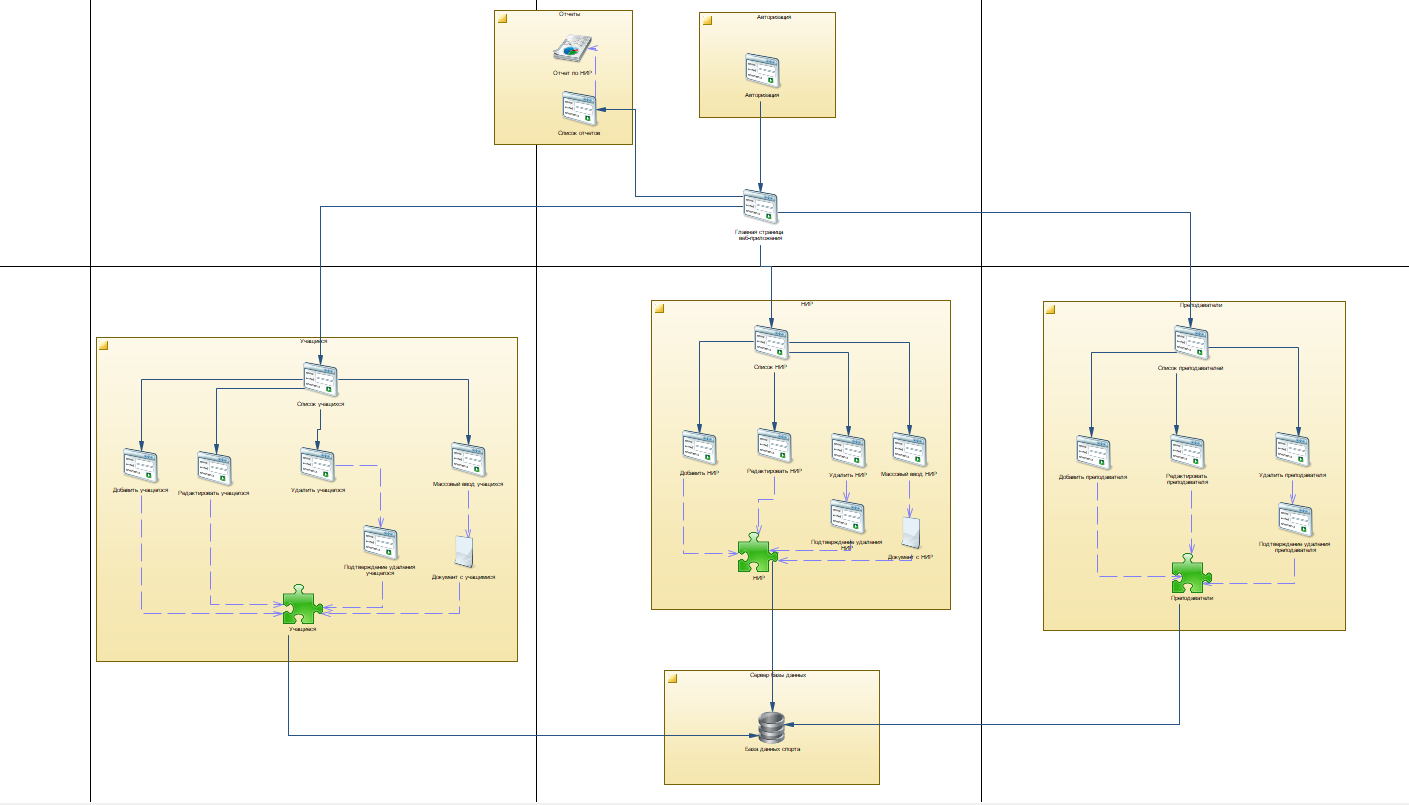 Отчеты
Отчет по НИР
Список отчетов
Авторизация
Авторизация
Главная страница
веб-приложения
Учащиеся
Список учащихся
Добавить учащегося
Редактировать учащегося
Удалить учащегося
Массовый ввод учащихся
Подтверждение удаления
учащегося
Документ с учащимися
Учащиеся
НИР
Список НИР
Добавить НИР
Редактировать НИР
Удалить НИР
Массовый ввод НИР
Подтверждение удаления
НИР
Документ с НИР
НИР
Преподаватели
Список преподавателей
Добавить преподавателя
Редактировать
преподавателя
Удалить преподавателя
Подтверждение удаления
преподавателя
Преподаватели
Сервер базы данных
База данных спорта